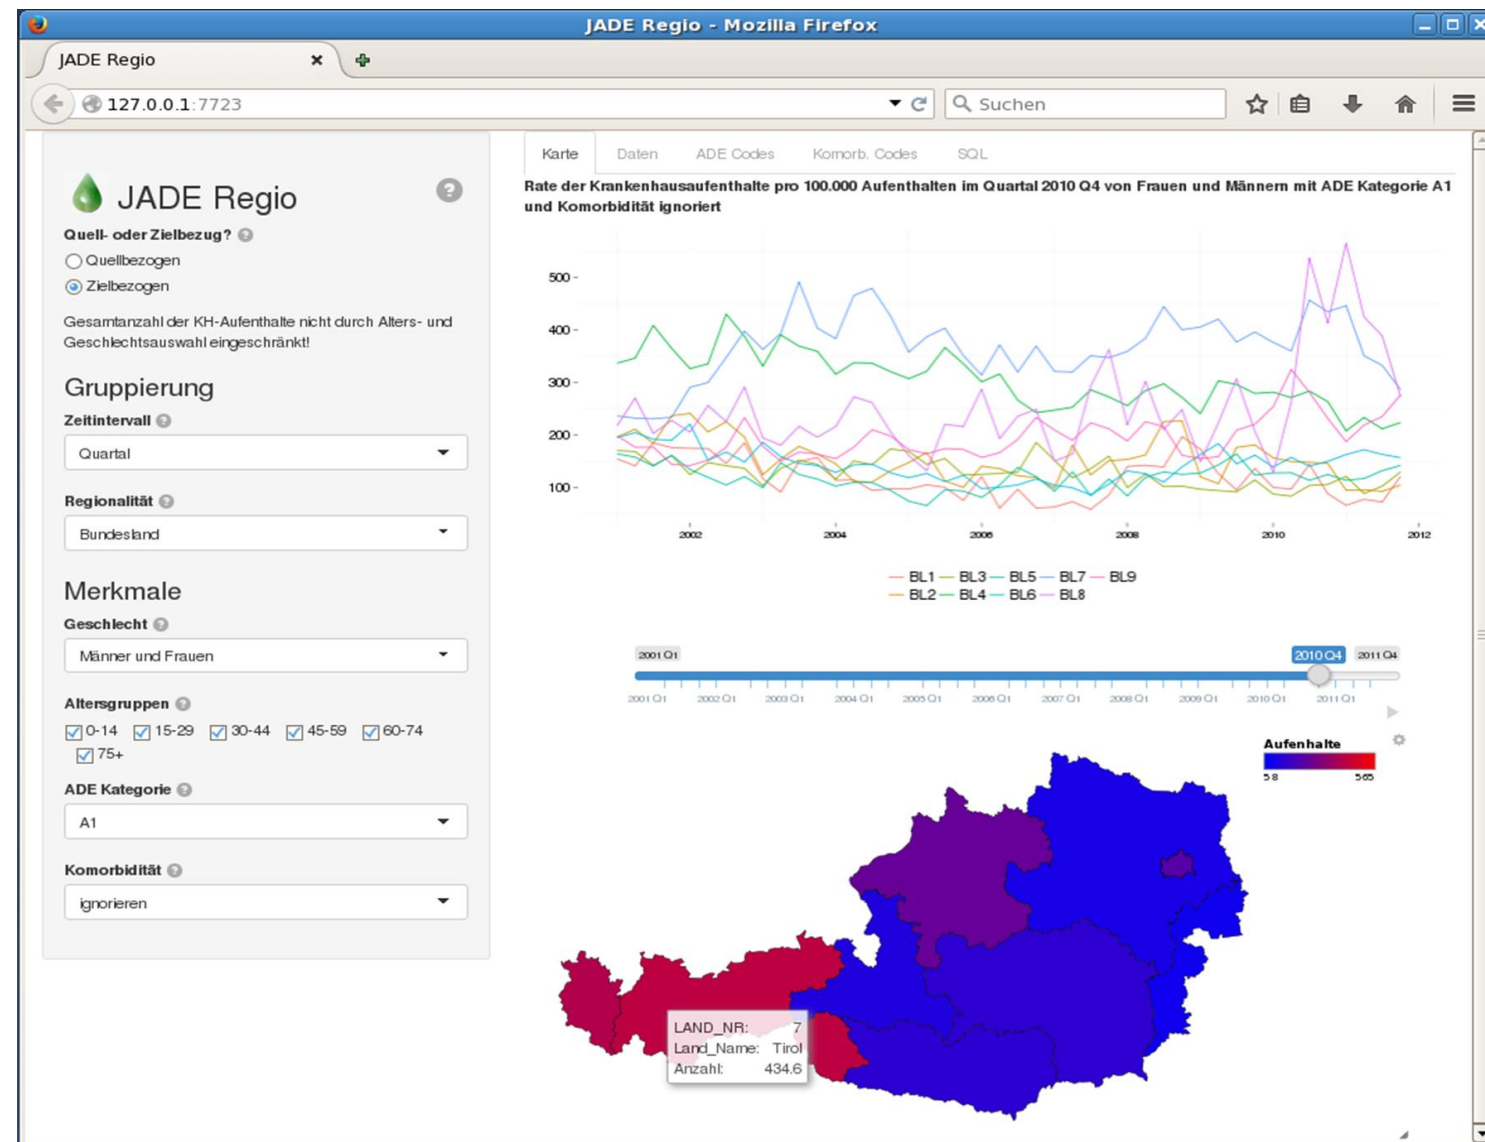 JADE Regio - Mozilla Firefox
JADE Regio
127.0.0.1:7723
Suchen
JADE Regio
Quell- oder Zielbezug?
Quellbezogen
Zielbezogen
Gesamtanzahl der KH-Aufenthalte nicht durch Alters- und
Geschlechtsauswahl eingeschränkt!
Gruppierung
Zeitintervall
Quartal
Regionalität
Bundesland
Merkmale
Geschlecht
Männer und Frauen
Altersgruppen
0-14 15-29 30-44 45-59 60-74
75+
ADE Kategorie
A1
Komorbidität
ignorieren
Karte Daten ADE Codes Komorb. Codes SQL
Rate der Krankenhausaufenthalte pro 100.000 Aufenthalten im Quartal 2010 Q4 von Frauen und Männern mit ADE Kategorie A1
und Komorbidität ignoriert
500
400
300
200
100
2002 2004 2006 2008 2010 2012
BL1 BL3 BL5 BL7 BL9
BL2 BL4 BL6 BL8
2001 Q1 2010 Q4 2011 Q4
2001 Q1 2002 Q1 2003 Q1 2004 Q1 2005 Q1 2006 Q1 2007 Q1 2008 Q1 2009 Q1 2010 Q1 2011 Q1
Aufenhalte
58 565
LAND_NR: 7
Land_Name: Tirol
Anzahl: 434.6